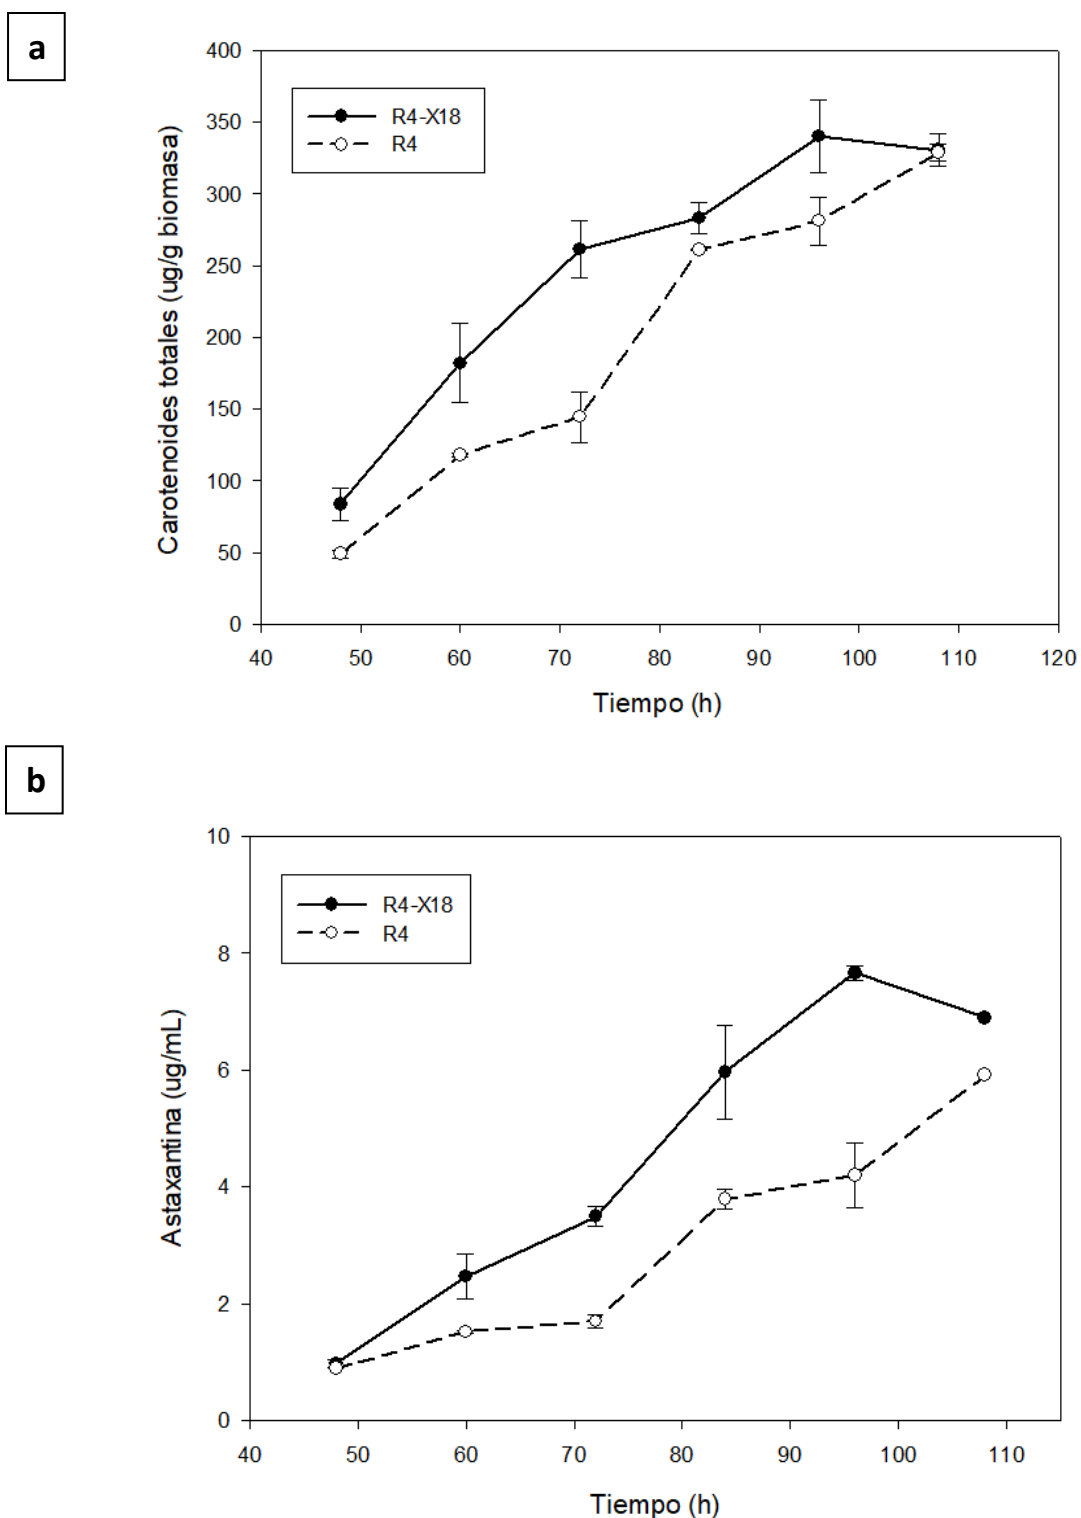 a
400
350
300
250
200
150
100
50
0
Carotenoides totales (ug/g biomasa)
R4-X18
R4
40 50 60 70 80 90 100 110 120
Tiempo (h)
b
10
8
6
4
2
0
Astaxantina (ug/mL)
R4-X18
R4
40 50 60 70 80 90 100 110
Tiempo (h)